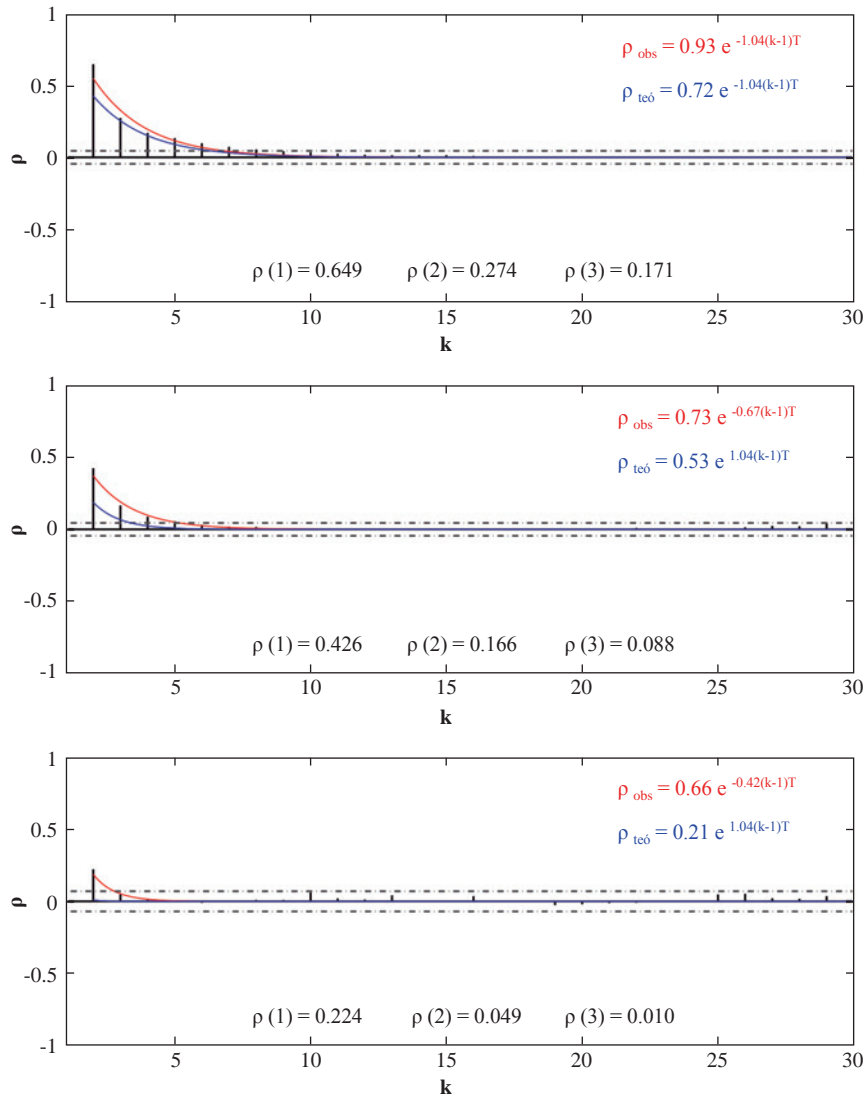 1
0.5
0
-0.5
-1
ρ
ρ obs = 0.93 e -1.04(k-1)T
ρ teó = 0.72 e -1.04(k-1)T
ρ (1) = 0.649 ρ (2) = 0.274 ρ (3) = 0.171
5 10 15 20 25 30
k
1
0.5
0
-0.5
-1
ρ
ρ obs = 0.73 e -0.67(k-1)T
ρ teó = 0.53 e 1.04(k-1)T
ρ (1) = 0.426 ρ (2) = 0.166 ρ (3) = 0.088
5 10 15 20 25 30
k
1
0.5
0
-0.5
-1
ρ
ρ obs = 0.66 e -0.42(k-1)T
ρ teó = 0.21 e 1.04(k-1)T
ρ (1) = 0.224 ρ (2) = 0.049 ρ (3) = 0.010
5 10 15 20 25 30
k